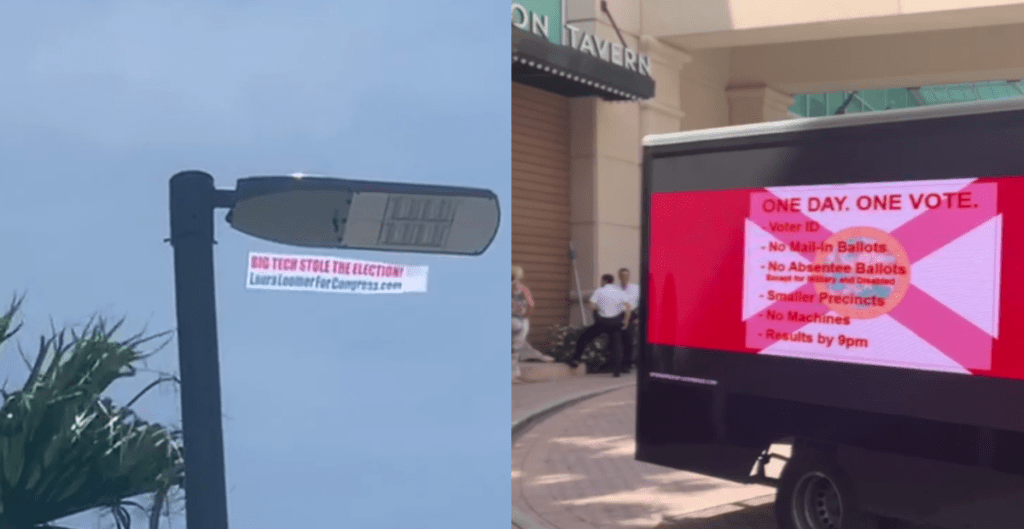 BIG TECH STOLE THE ELECTION!
LauraLoomerForCongress.com
ON
TAVERN
ONE DAY. ONE VOTE.
- Voter ID
- No Mail-In Ballots
- No Absentee Ballots
Except for Military and Disabled
- Smaller Precincts
- No Machines
- Results by 9pm